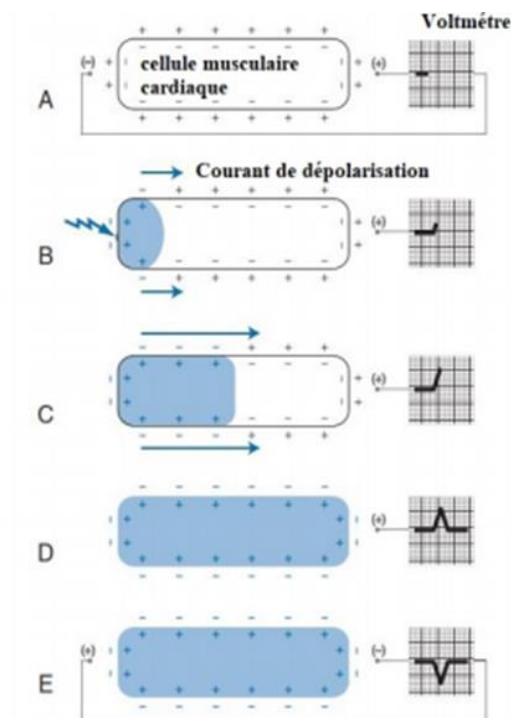 Voltmétre
(-)
cellule musculaire
cardiaque
(+)
A
Courant de dépolarisation
B
(+)
C
(+)
D
(+)
(+)
(-)
E